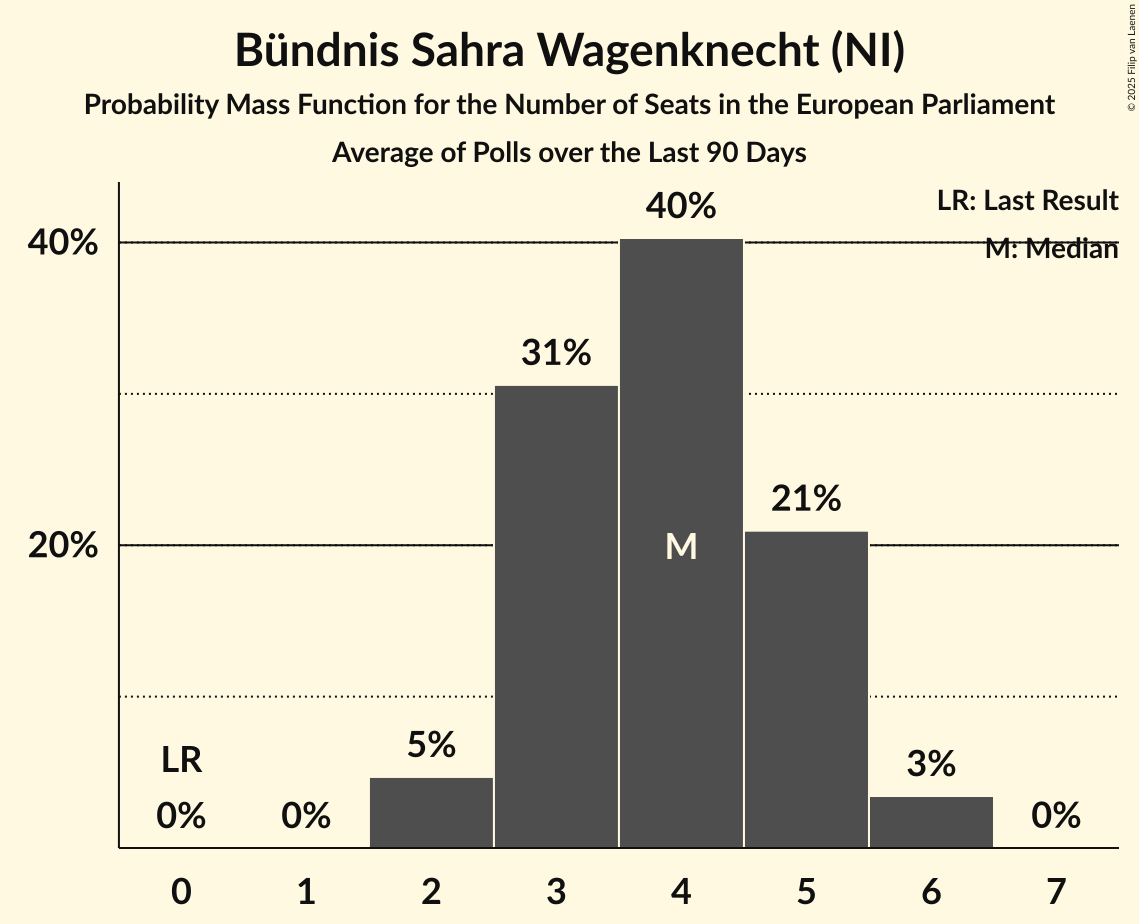 Bündnis Sahra Wagenknecht (NI)
Probability Mass Function for the Number of Seats in the European Parliament
Average of Polls over the Last 90 Days
© 2025 Filip van Laenen
LR: Last Result
M: Median
40%
20%
LR
0%
0%
5%
31%
40%
M
21%
3%
0%
0 1 2 3 4 5 6 7